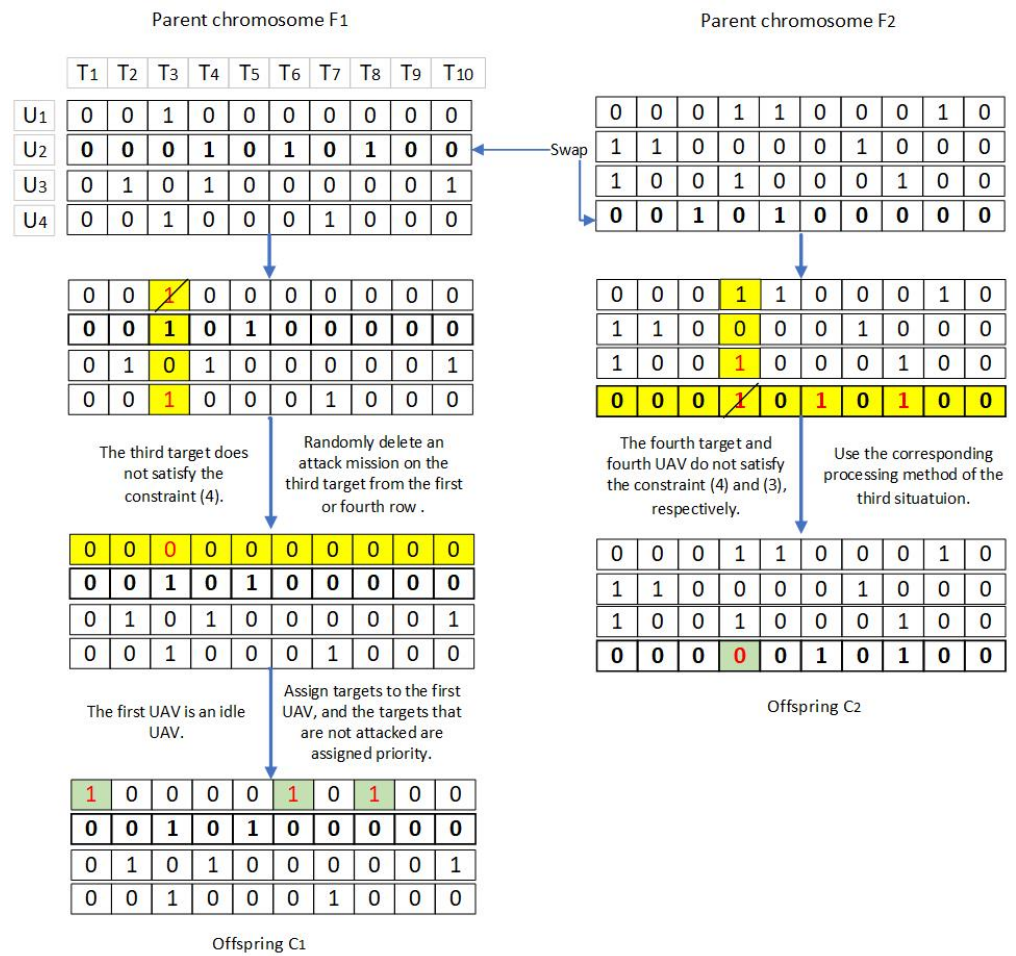 Parent chromosome F1
Parent chromosome F2
T1 T2 T3 T4 T5 T6 T7 T8 T9 T10
U1 0 0 1 0 0 0 0 0 0 0
U2 0 0 0 1 0 1 0 1 0 0
U3 0 1 0 1 0 0 0 0 0 1
U4 0 0 1 0 0 0 1 0 0 0
Swap
0 0 0 1 1 0 0 0 1 0
1 1 0 0 0 0 1 0 0 0
1 0 0 1 0 0 0 1 0 0
0 0 1 0 1 0 0 0 0 0
0 0 1 0 0 0 0 0 0 0
0 0 1 0 1 0 0 0 0 0
0 1 0 1 0 0 0 0 0 1
0 0 1 0 0 0 1 0 0 0
0 0 0 1 1 0 0 0 1 0
1 1 0 0 0 0 1 0 0 0
1 0 0 1 0 0 0 1 0 0
0 0 0 1 0 1 0 1 0 0
The third target does
not satisfy the
constraint (4).
Randomly delete an
attack mission on the
third target from the first
or fourth row .
The fourth target and
fourth UAV do not satisfy
the constraint (4) and (3),
respectively.
Use the corresponding
processing method of the
third situatuion.
0 0 0 0 0 0 0 0 0 0
0 0 1 0 1 0 0 0 0 0
0 1 0 1 0 0 0 0 0 1
0 0 1 0 0 0 1 0 0 0
0 0 0 1 1 0 0 0 1 0
1 1 0 0 0 0 1 0 0 0
1 0 0 1 0 0 0 1 0 0
0 0 0 0 0 1 0 1 0 0
Offspring C2
The first UAV is an idle
UAV.
Assign targets to the first
UAV, and the targets that
are not attacked are
assigned priority.
1 0 0 0 0 1 0 1 0 0
0 0 1 0 1 0 0 0 0 0
0 1 0 1 0 0 0 0 0 1
0 0 1 0 0 0 1 0 0 0
Offspring C1